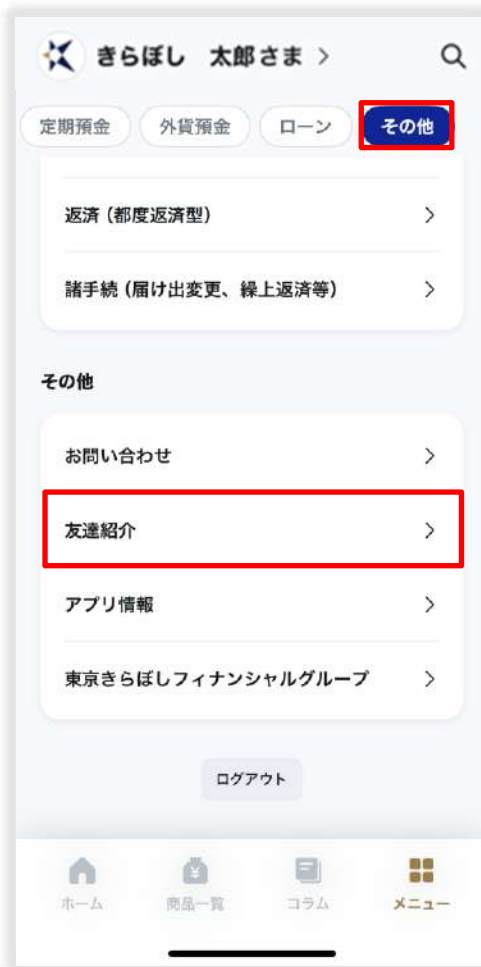 きらぼし 太郎さま
定期預金 外貨預金 ローン その他
返済（都度返済型）
諸手続（届け出変更、繰上返済等）
その他
お問い合わせ
友達紹介
アプリ情報
東京きらぼしフィナンシャルグループ
ログアウト
ホーム 商品一覧 コラム メニュー